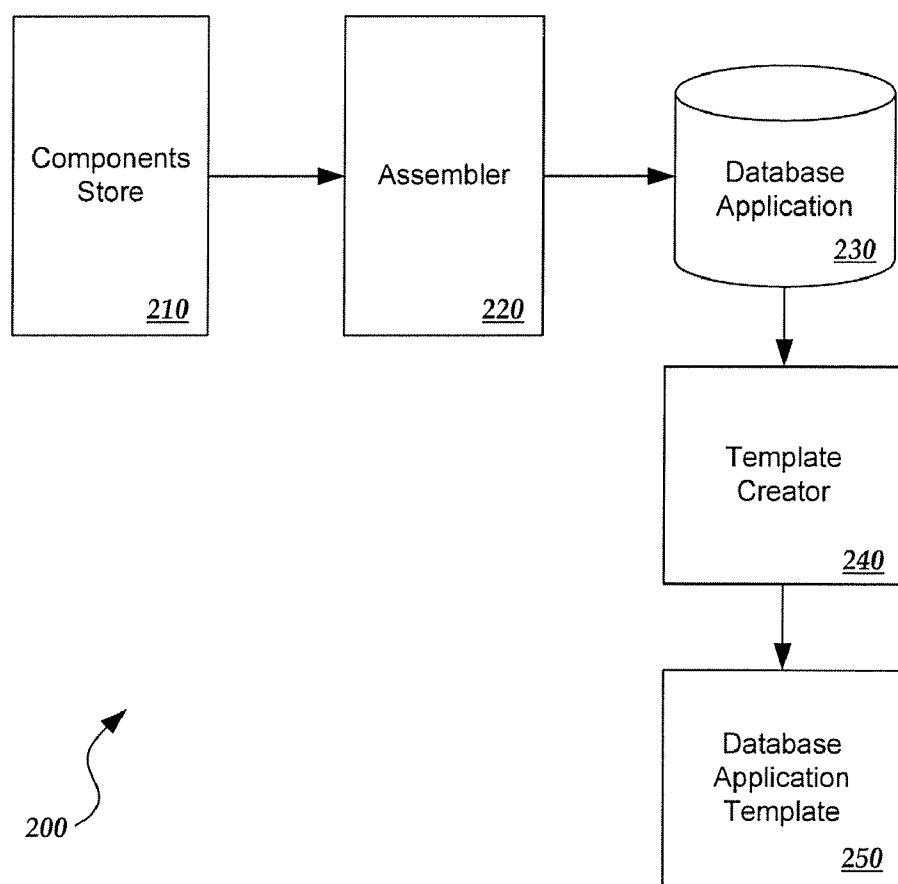 Components
Store
210
Assembler
220
Database
Application
230
Template
Creator
240
Database
Application
Template
250
200